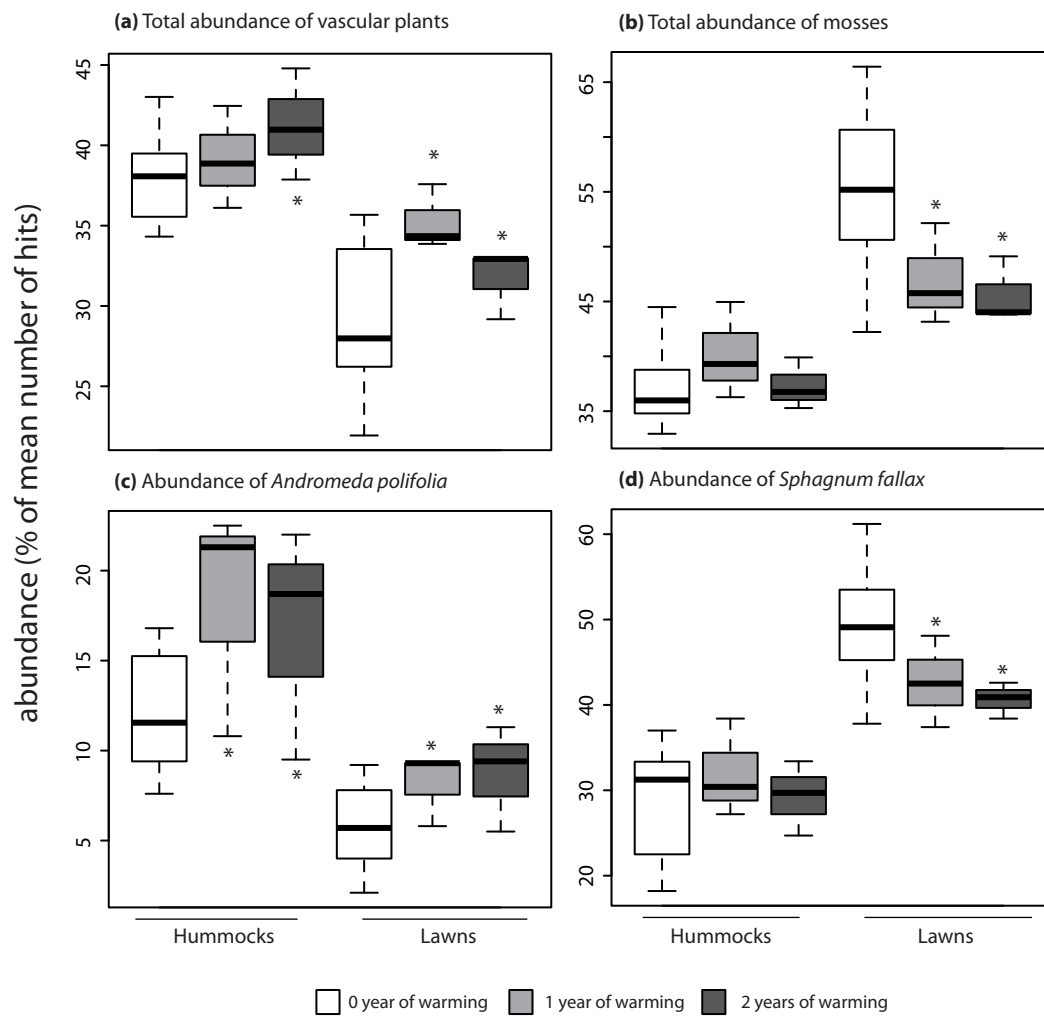 (a) Total abundance of vascular plants
45
40
35
30
25
* * *
(b) Total abundance of mosses
65
55
45
35
* *
abundance (% of mean number of hits)
(c) Abundance of Andromeda polifolia
20
15
10
5
* * * *
Hummocks Lawns
(d) Abundance of Sphagnum fallax
60
50
40
30
20
* *
Hummocks Lawns
0 year of warming 1 year of warming 2 years of warming